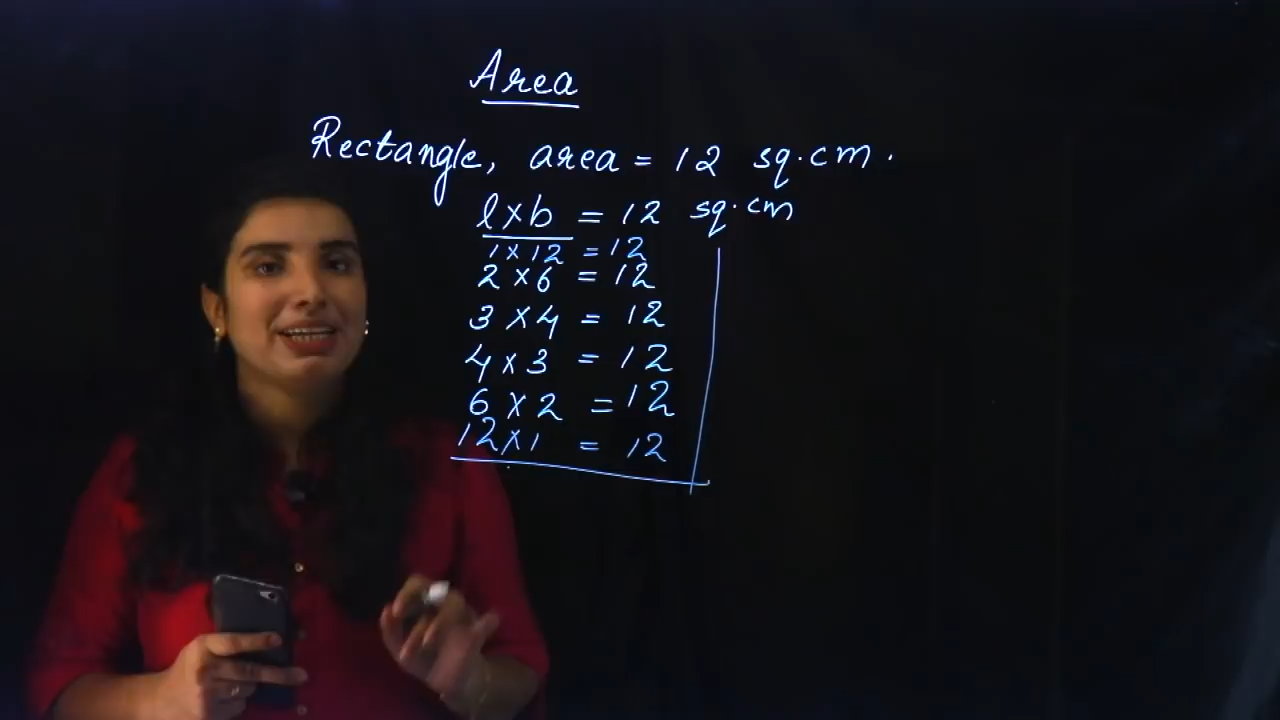 Area
Rectangle, area = 12 sq.cm.
l×b = 12 sq.cm
1×12 = 12
2×6 = 12
3×4 = 12
4×3 = 12
6×2 = 12
12×1 = 12